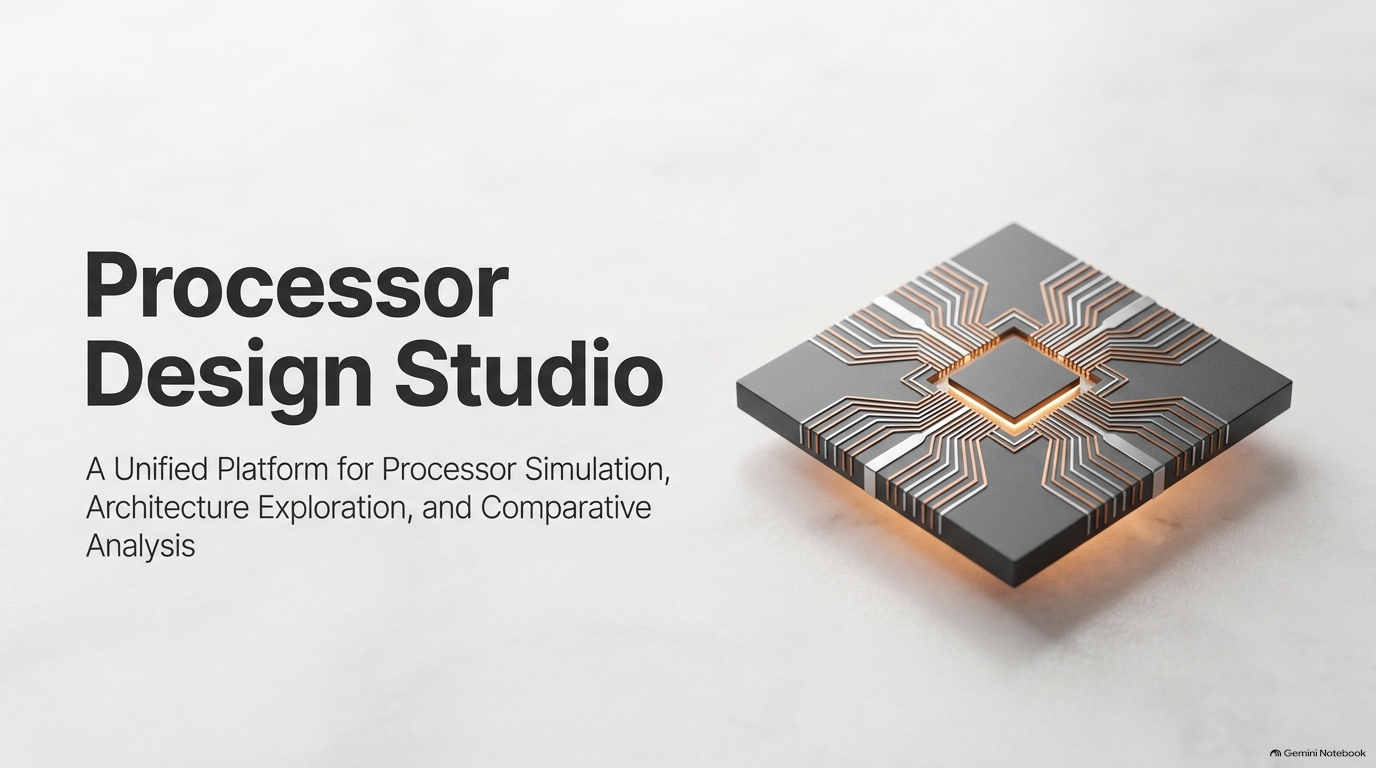 Processor
Design Studio
A Unified Platform for Processor Simulation,
Architecture Exploration, and Comparative
Analysis
Gemini Notebook